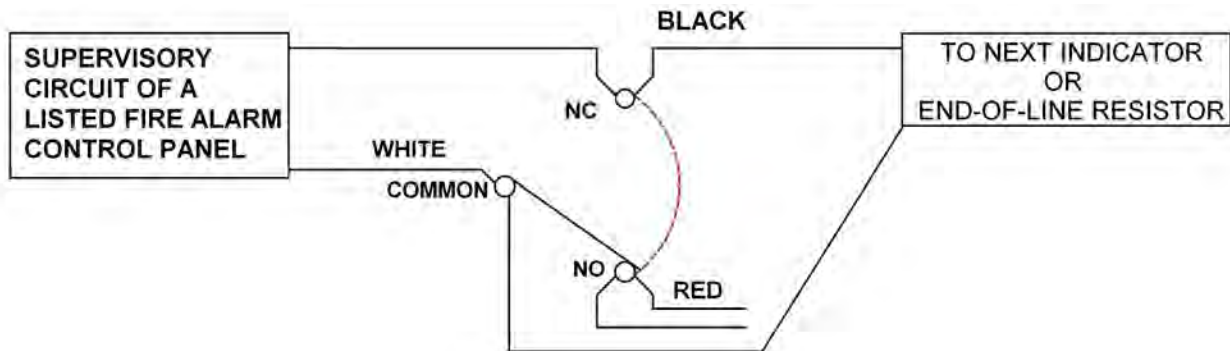 BLACK
SUPERVISORY
CIRCUIT OF A
LISTED FIRE ALARM
CONTROL PANEL
TO NEXT INDICATOR
OR
END-OF-LINE RESISTOR
NC
WHITE
COMMON
NO
RED